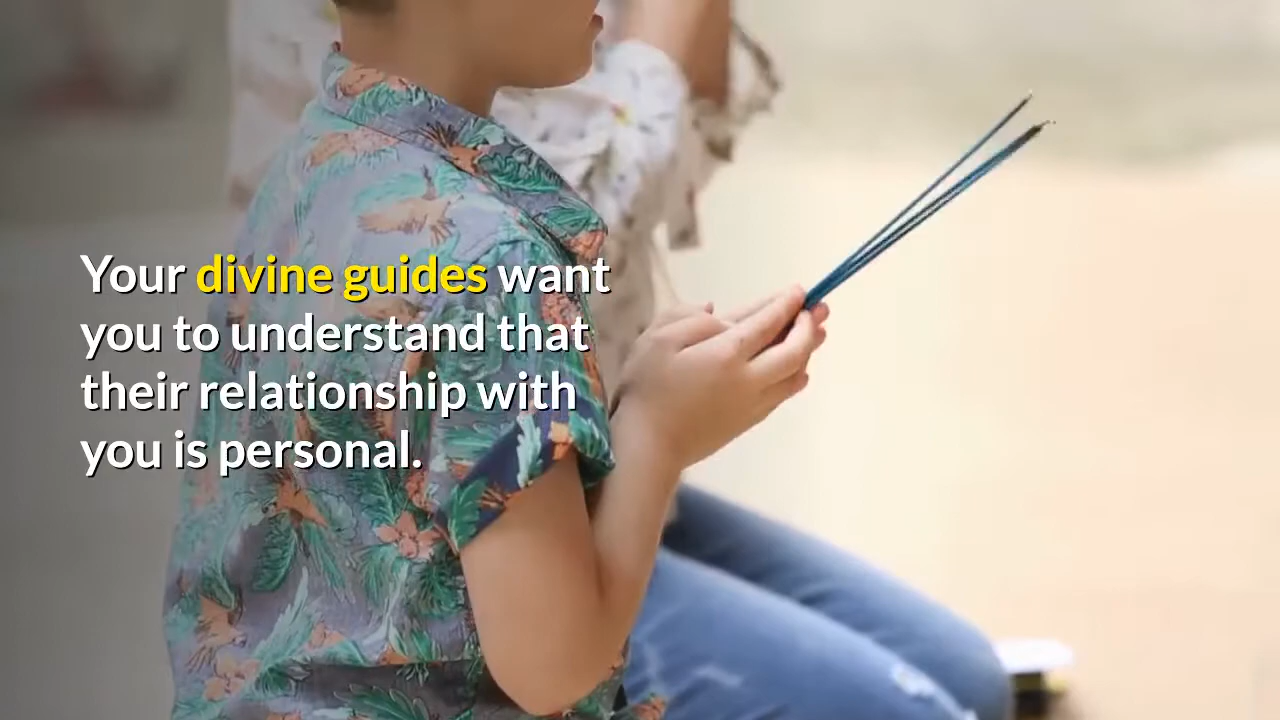 Your divine guides want
you to understand that
their relationship with
you is personal.